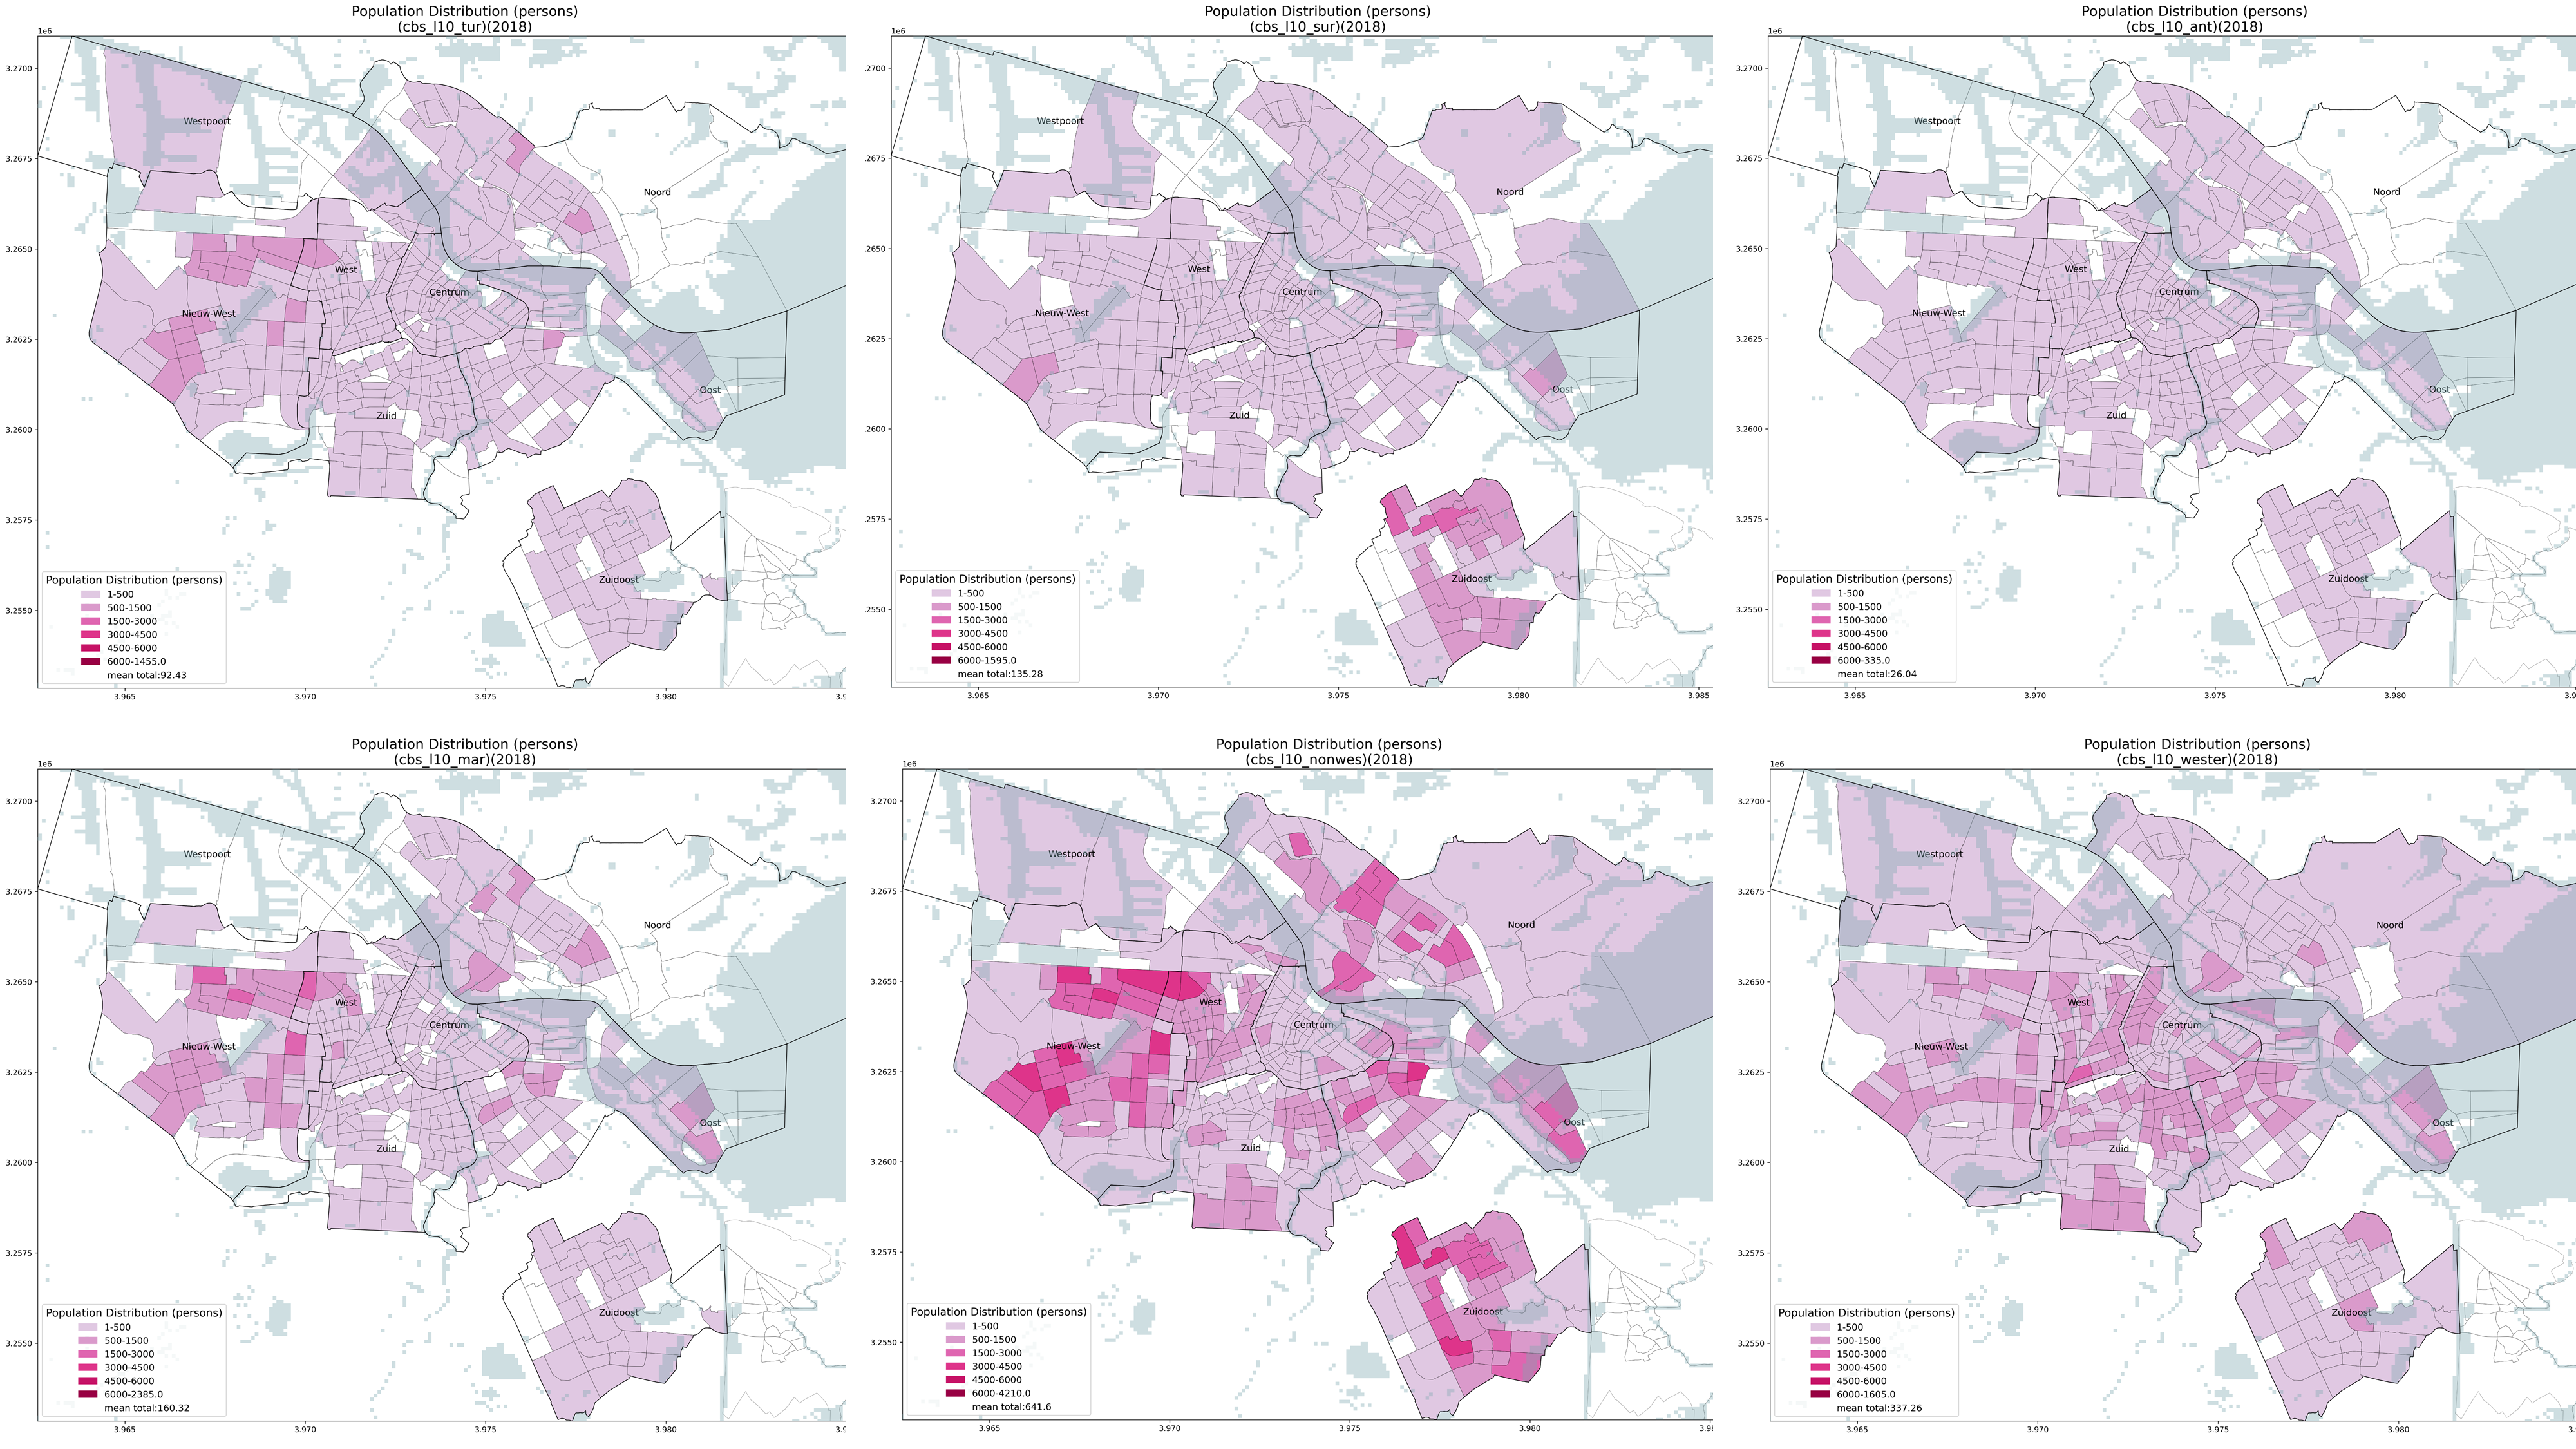 Population Distribution (persons)
(cbs_l10_tur)(2018)
1e6
3.2700
3.2675
3.2650
3.2625
3.2600
3.2575
3.2550
Westpoort
Noord
West
Centrum
Nieuw-West
Oost
Zuid
Zuidoost
Population Distribution (persons)
1-500
500-1500
1500-3000
3000-4500
4500-6000
6000-1455.0
mean total:92.43
3.965
3.970
3.975
3.980
3.9
Population Distribution (persons)
(cbs_l10_sur)(2018)
1e6
.2700
.2675
.2650
.2625
.2600
.2575
.2550
Westpoort
Noord
West
Centrum
Nieuw-West
Oost
Zuid
Zuidoost
Population Distribution (persons)
1-500
500-1500
1500-3000
3000-4500
4500-6000
6000-1595.0
mean total:135.28
3.965
3.970
3.975
3.980
3.985
Population Distribution (persons)
(cbs_l10_ant)(2018)
1e6
3.2700
3.2675
3.2650
3.2625
3.2600
3.2575
3.2550
Westpoort
Noord
West
Centrum
Nieuw-West
Oost
Zuid
Zuidoost
Population Distribution (persons)
1-500
500-1500
1500-3000
3000-4500
4500-6000
6000-335.0
mean total:26.04
3.965
3.970
3.975
3.980
3.9
Population Distribution (persons)
(cbs_l10_mar)(2018)
1e6
3.2700
3.2675
3.2650
3.2625
3.2600
3.2575
3.2550
Westpoort
Noord
West
Centrum
Nieuw-West
Oost
Zuid
Zuidoost
Population Distribution (persons)
1-500
500-1500
1500-3000
3000-4500
4500-6000
6000-2385.0
mean total:160.32
3.965
3.970
3.975
3.980
3.9
Population Distribution (persons)
(cbs_l10_nonwes)(2018)
1e6
3.2700
3.2675
3.2650
3.2625
3.2600
3.2575
3.2550
Westpoort
Noord
West
Centrum
Nieuw-West
Oost
Zuid
Zuidoost
Population Distribution (persons)
1-500
500-1500
1500-3000
3000-4500
4500-6000
6000-4210.0
mean total:641.6
3.965
3.970
3.975
3.980
Population Distribution (persons)
(cbs_l10_wester)(2018)
1e6
3.2700
3.2675
3.2650
3.2625
3.2600
3.2575
3.2550
Westpoort
Noord
West
Centrum
Nieuw-West
Oost
Zuid
Zuidoost
Population Distribution (persons)
1-500
500-1500
1500-3000
3000-4500
4500-6000
6000-1605.0
mean total:337.26
3.965
3.970
3.975
3.980